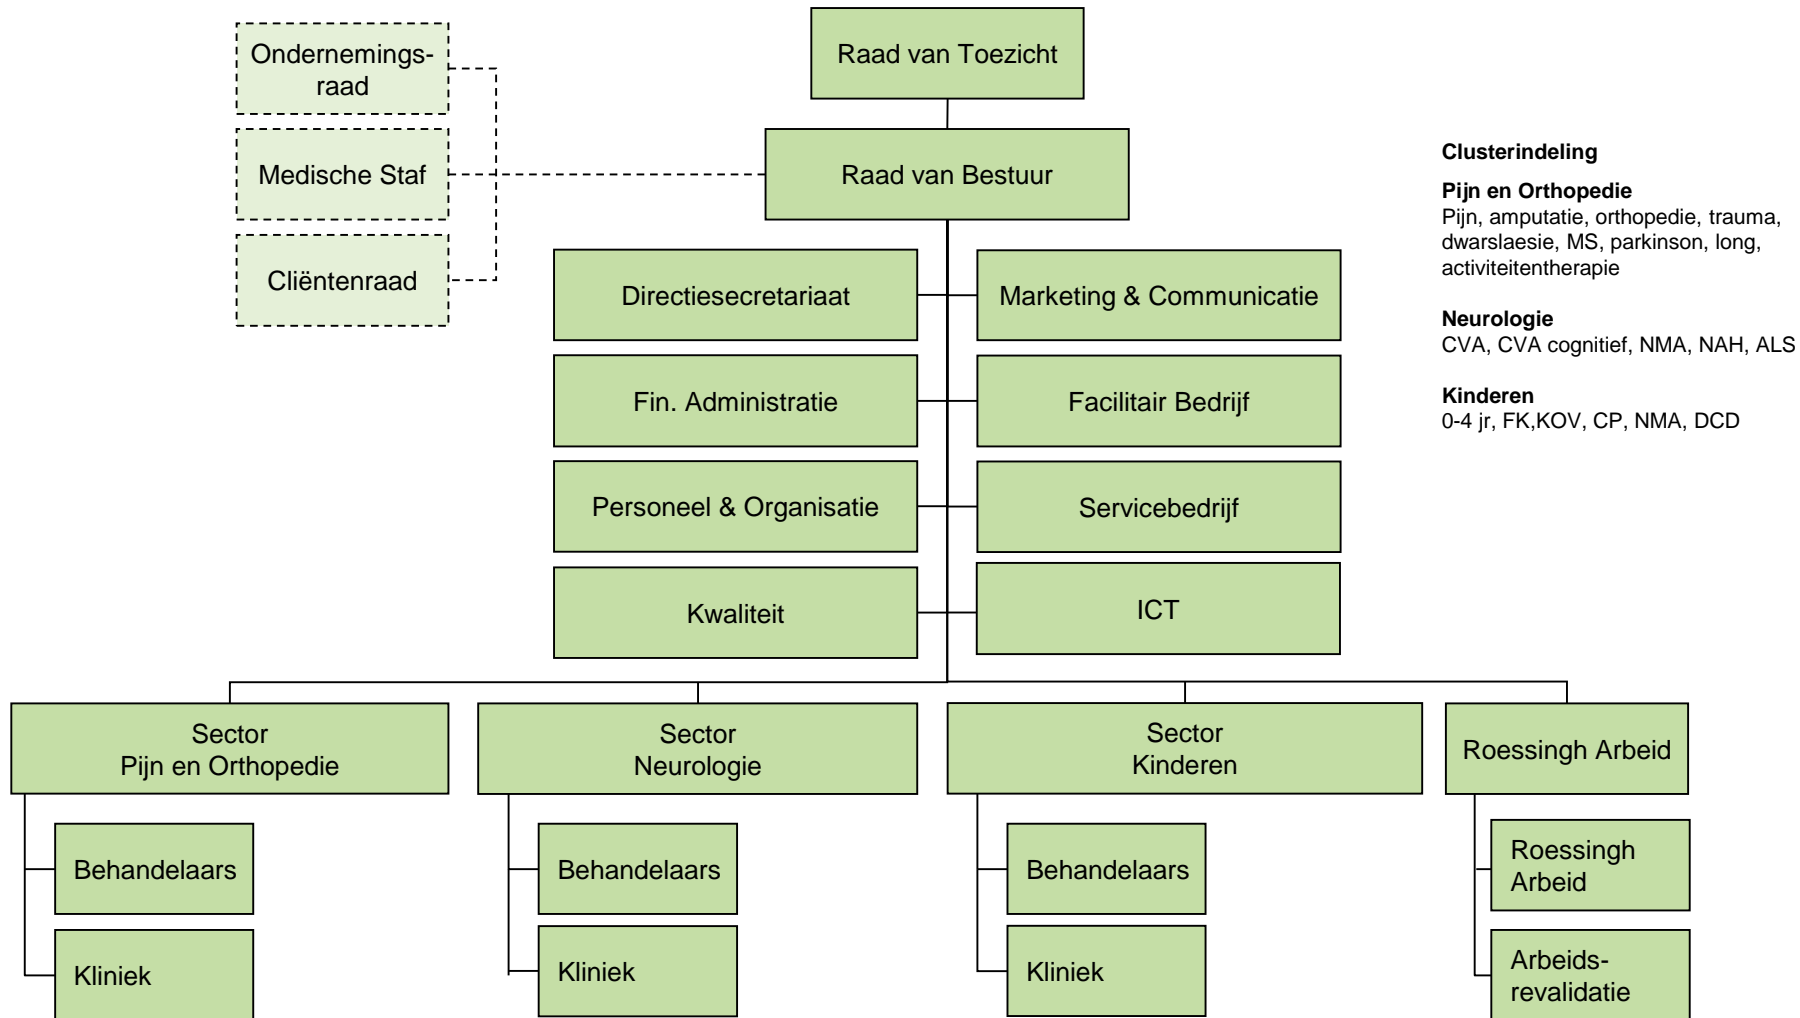 Raad van Toezicht
Ondernemings-
raad
Medische Staf
Cliëntenraad
Raad van Bestuur
Directiesecretariaat
Marketing & Communicatie
Fin. Administratie
Facilitair Bedrijf
Personeel & Organisatie
Servicebedrijf
Kwaliteit
ICT
Clusterindeling
Pijn en Orthopedie
Pijn, amputatie, orthopedie, trauma,
dwarslaesie, MS, parkinson, long,
activiteitentherapie
Neurologie
CVA, CVA cognitief, NMA, NAH, ALS
Kinderen
0-4 jr, FK,KOV, CP, NMA, DCD
Sector
Pijn en Orthopedie
Behandelaars
Kliniek
Sector
Neurologie
Behandelaars
Kliniek
Sector
Kinderen
Behandelaars
Kliniek
Roessingh Arbeid
Roessingh
Arbeid
Arbeids-
revalidatie